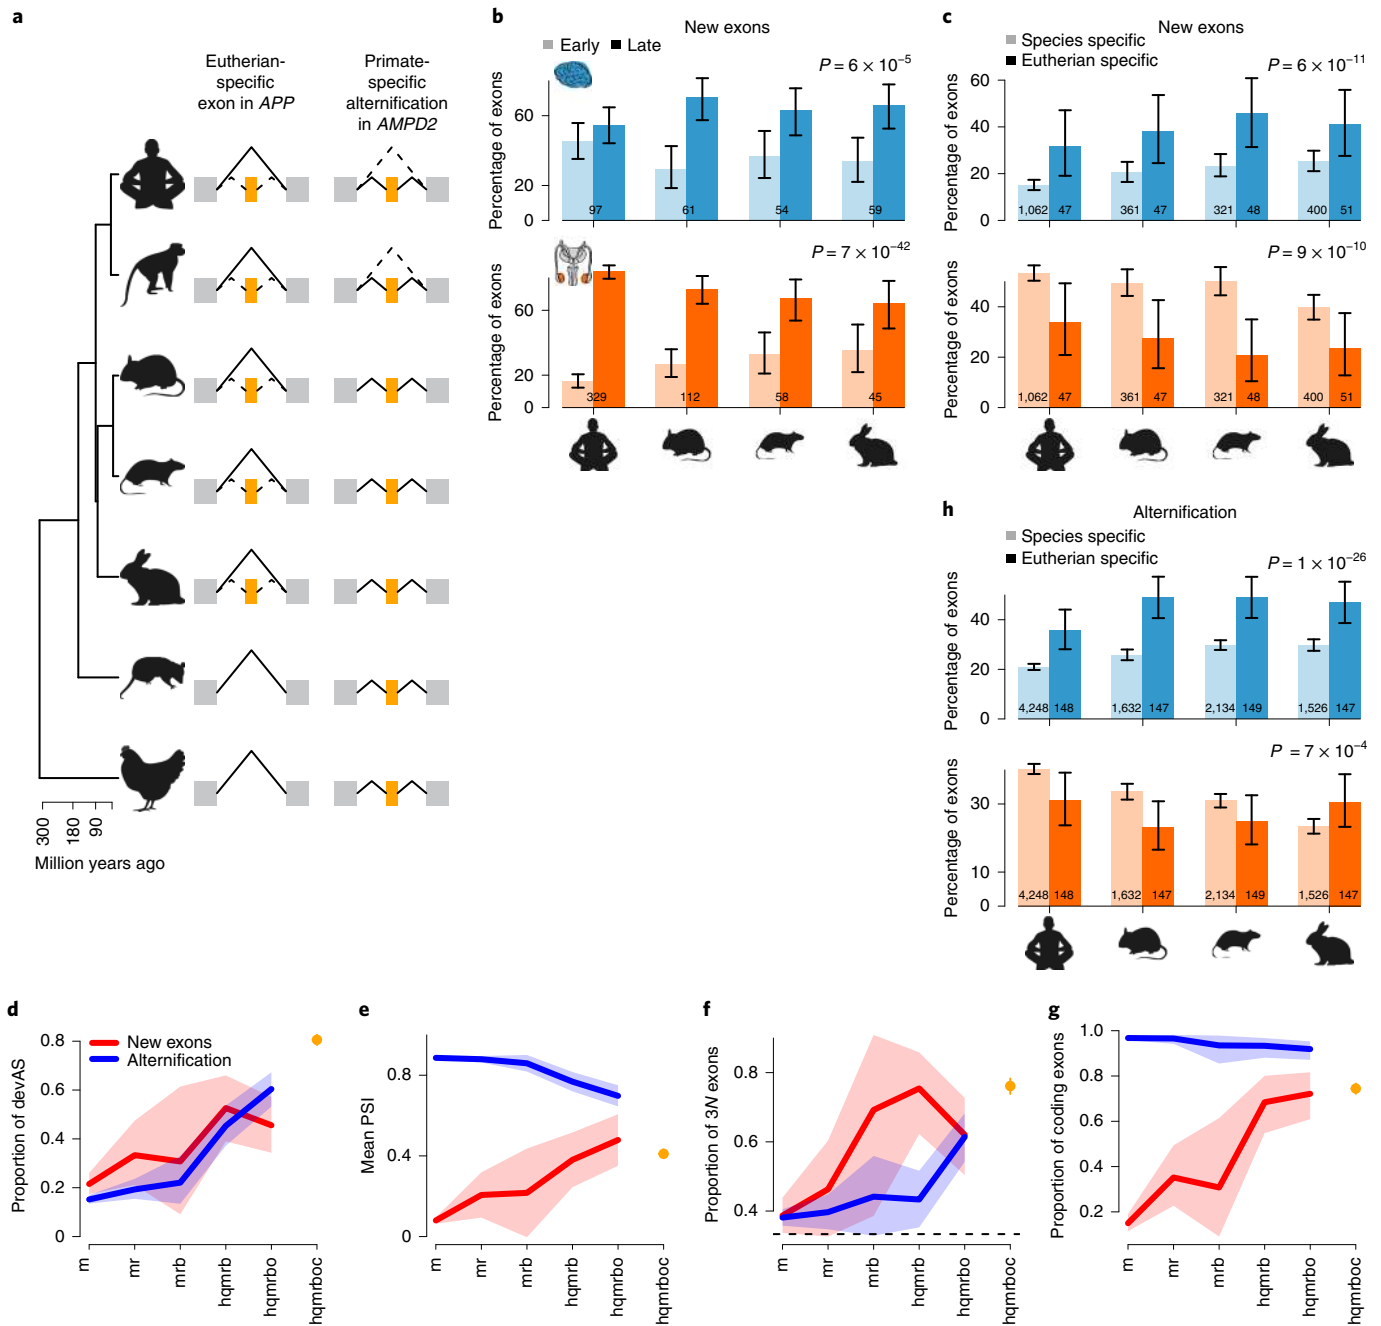 a
Eutherian-
specific
exon in APP
Primate-
specific
alternification
in AMPD2
300
180
90
Million years ago
b
New exons
Early
Late
P = 6 × 10⁻⁵
Percentage of exons
60
20
0
97
61
54
59
P = 7 × 10⁻⁴²
Percentage of exons
60
20
0
329
112
58
45
c
New exons
Species specific
Eutherian specific
P = 6 × 10⁻¹¹
Percentage of exons
60
40
20
0
1,062
47
361
47
321
48
400
51
P = 9 × 10⁻¹⁰
Percentage of exons
40
20
0
1,062
47
361
47
321
48
400
51
h
Alternification
Species specific
Eutherian specific
P = 1 × 10⁻²⁶
Percentage of exons
40
20
0
4,248
148
1,632
147
2,134
149
1,526
147
P = 7 × 10⁻⁴
Percentage of exons
30
10
0
4,248
148
1,632
147
2,134
149
1,526
147
d
New exons
Alternification
Proportion of devAS
0.8
0.6
0.4
0.2
0
m
mr
mrb
hqmrb
hqmrbo
hqmrboc
e
Mean PSI
0.8
0.4
0
m
mr
mrb
hqmrb
hqmrbo
hqmrboc
f
Proportion of 3N exons
0.8
0.6
0.4
m
mr
mrb
hqmrb
hqmrbo
hqmrboc
g
Proportion of coding exons
1.0
0.8
0.6
0.4
0.2
m
mr
mrb
hqmrb
hqmrbo
hqmrboc